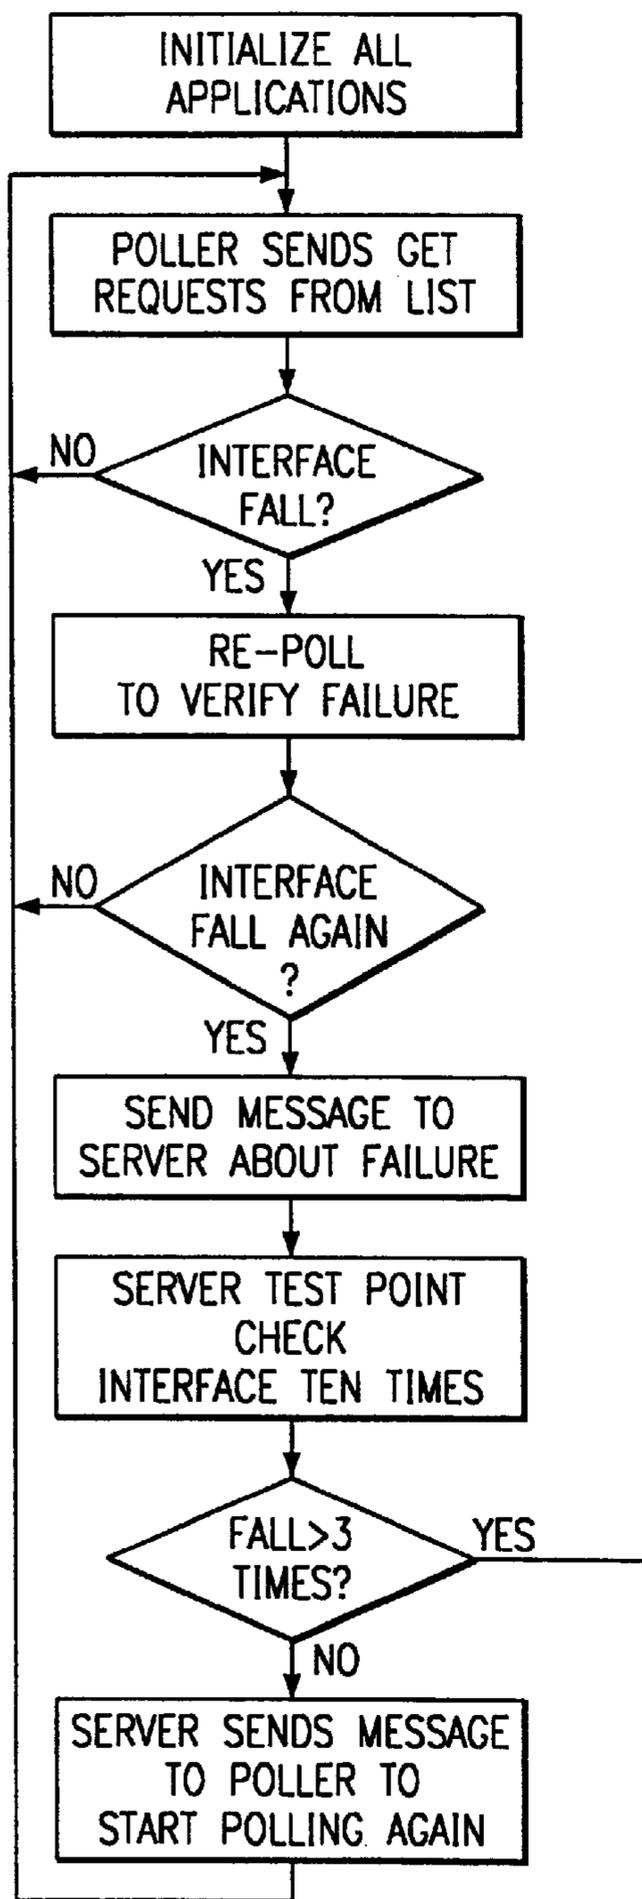 INITIALIZE ALL
APPLICATIONS
POLLER SENDS GET
REQUESTS FROM LIST
NO
INTERFACE
FALL?
YES
RE-POLL
TO VERIFY FAILURE
NO
INTERFACE
FALL AGAIN
?
YES
SEND MESSAGE TO
SERVER ABOUT FAILURE
SERVER TEST POINT
CHECK
INTERFACE TEN TIMES
FALL>3
TIMES?
YES
NO
SERVER SENDS MESSAGE
TO POLLER TO
START POLLING AGAIN